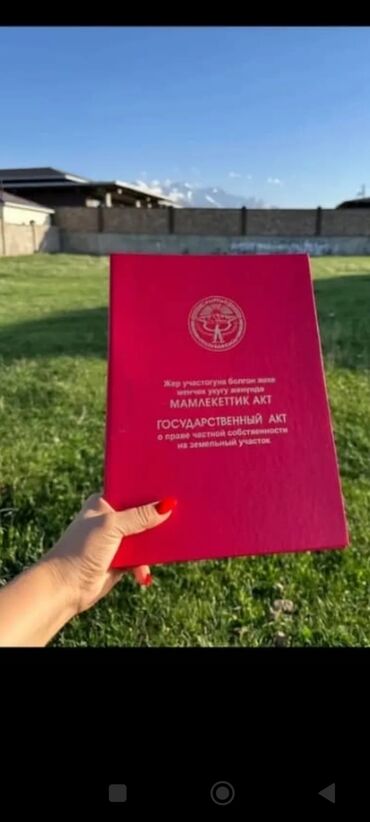 Жер участогуна болгон жеке
менчик укугу жөнүндө
МАМЛЕКЕТТИК АКТ
ГОСУДАРСТВЕННЫЙ АКТ
о праве частной собственности
на земельный участок